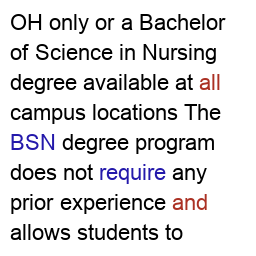 OH only or a Bachelor
of Science in Nursing
degree available at all
campus locations The
BSN degree program
does not require any
prior experience and
allows students to